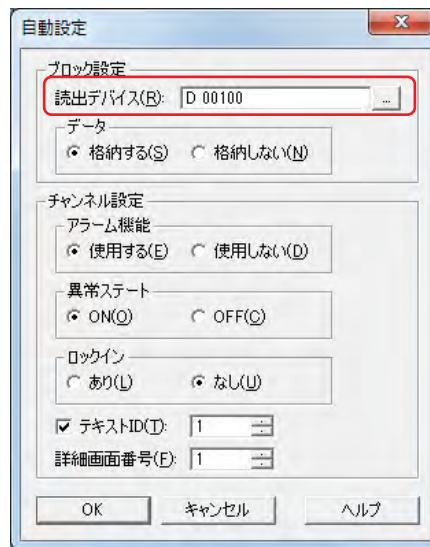 自動設定
ブロック設定
読出デバイス(R): D 00100 ...
データ
格納する(S) 格納しない(N)
チャンネル設定
アラーム機能
使用する(E) 使用しない(D)
異常ステート
ON(O) OFF(C)
ロックイン
あり(L) なし(U)
テキストID(T): 1
詳細画面番号(F): 1
OK キャンセル ヘルプ